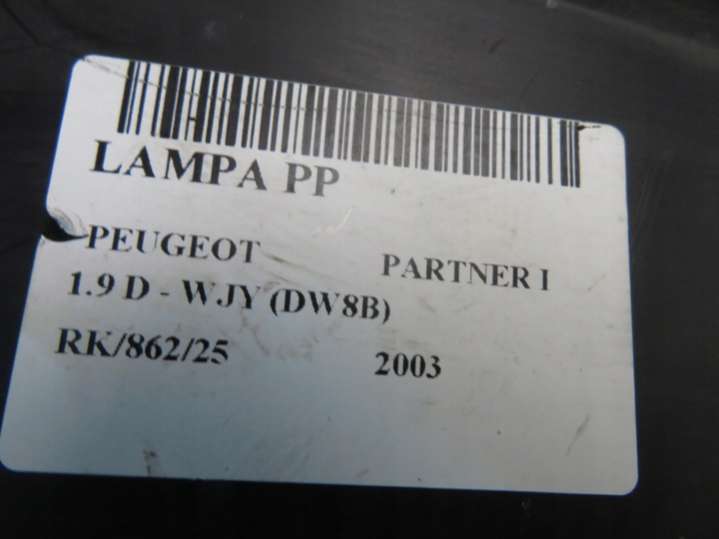 LAMPA PP
PEUGEOT PARTNER I
1.9 D - WJY (DW8B)
RK/862/25 2003